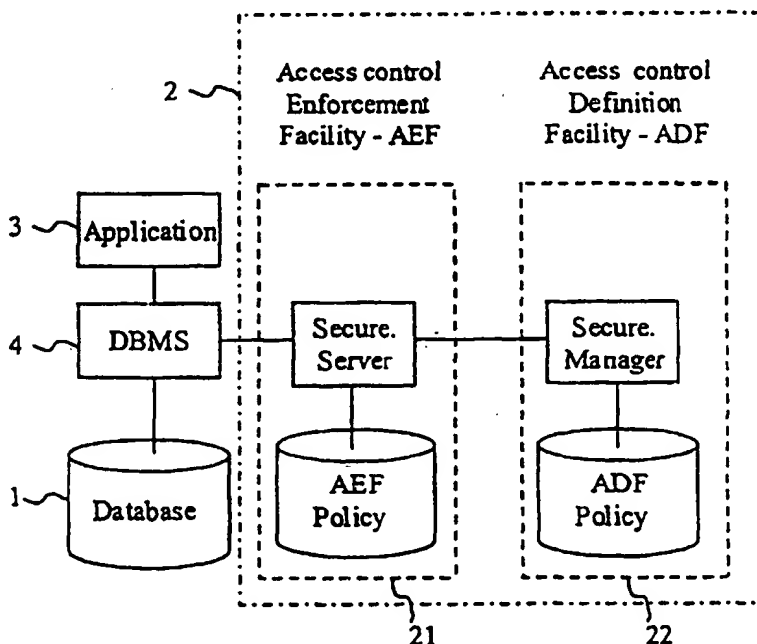 2
Access control
Enforcement
Facility - AEF
Access control
Definition
Facility - ADF
3
Application
4
DBMS
Secure.
Server
Secure.
Manager
1
Database
AEF
Policy
ADF
Policy
21
22